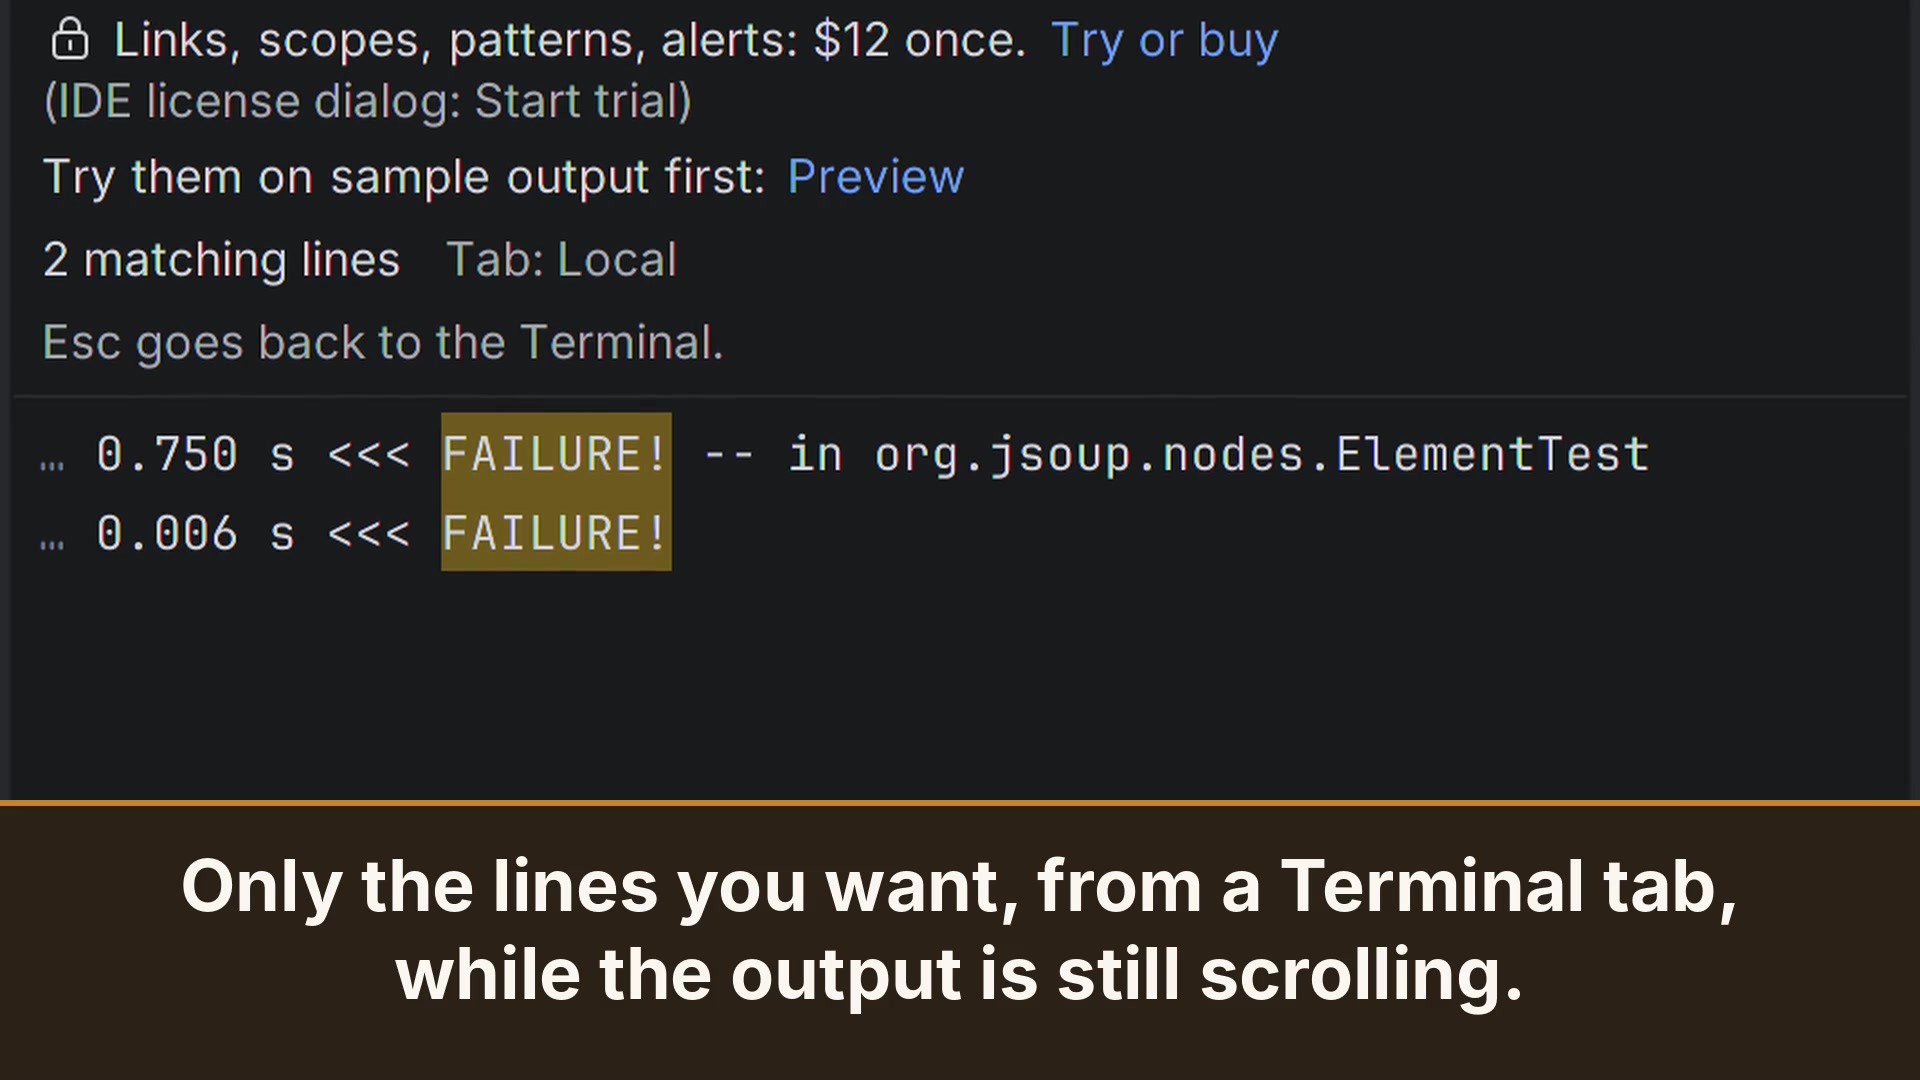 Links, scopes, patterns, alerts: $12 once. Try or buy
(IDE license dialog: Start trial)
Try them on sample output first: Preview
2 matching lines Tab: Local
Esc goes back to the Terminal.
… 0.750 s <<< FAILURE! -- in org.jsoup.nodes.ElementTest
… 0.006 s <<< FAILURE!
Only the lines you want, from a Terminal tab,
while the output is still scrolling.